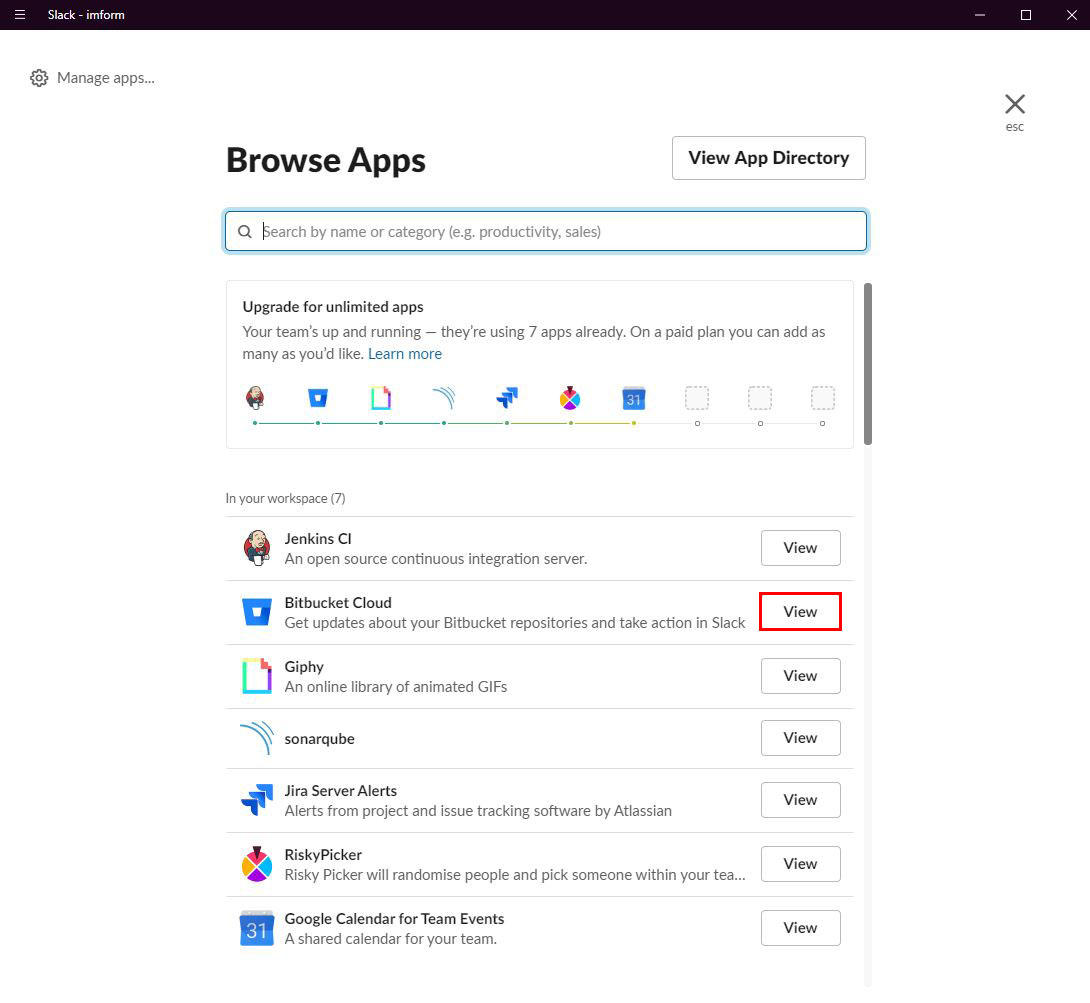 Slack - imform
Manage apps...
esc
Browse Apps
View App Directory
Search by name or category (e.g. productivity, sales)
Upgrade for unlimited apps
Your team's up and running — they're using 7 apps already. On a paid plan you can add as
many as you'd like. Learn more
31
In your workspace (7)
Jenkins CI
An open source continuous integration server.
View
Bitbucket Cloud
Get updates about your Bitbucket repositories and take action in Slack
View
Giphy
An online library of animated GIFs
View
sonarqube
View
Jira Server Alerts
Alerts from project and issue tracking software by Atlassian
View
RiskyPicker
Risky Picker will randomise people and pick someone within your tea...
View
31
Google Calendar for Team Events
A shared calendar for your team.
View